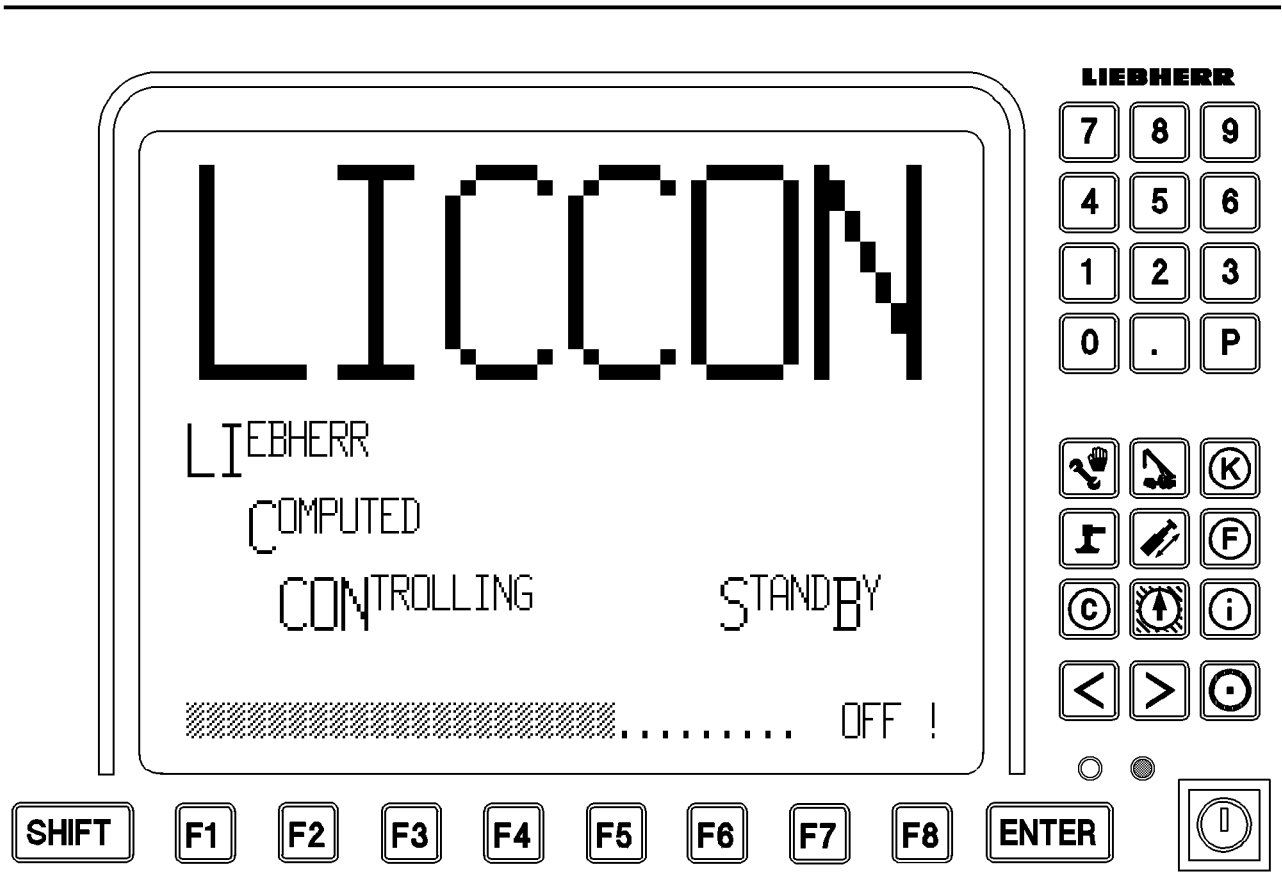 LIEBHERR
LICCON
LIEBHERR
COMPUTED
CONTROLLING STANDBY
......... OFF !
7 8 9
4 5 6
1 2 3
0 . P
K
F
C i
< >
SHIFT F1 F2 F3 F4 F5 F6 F7 F8 ENTER